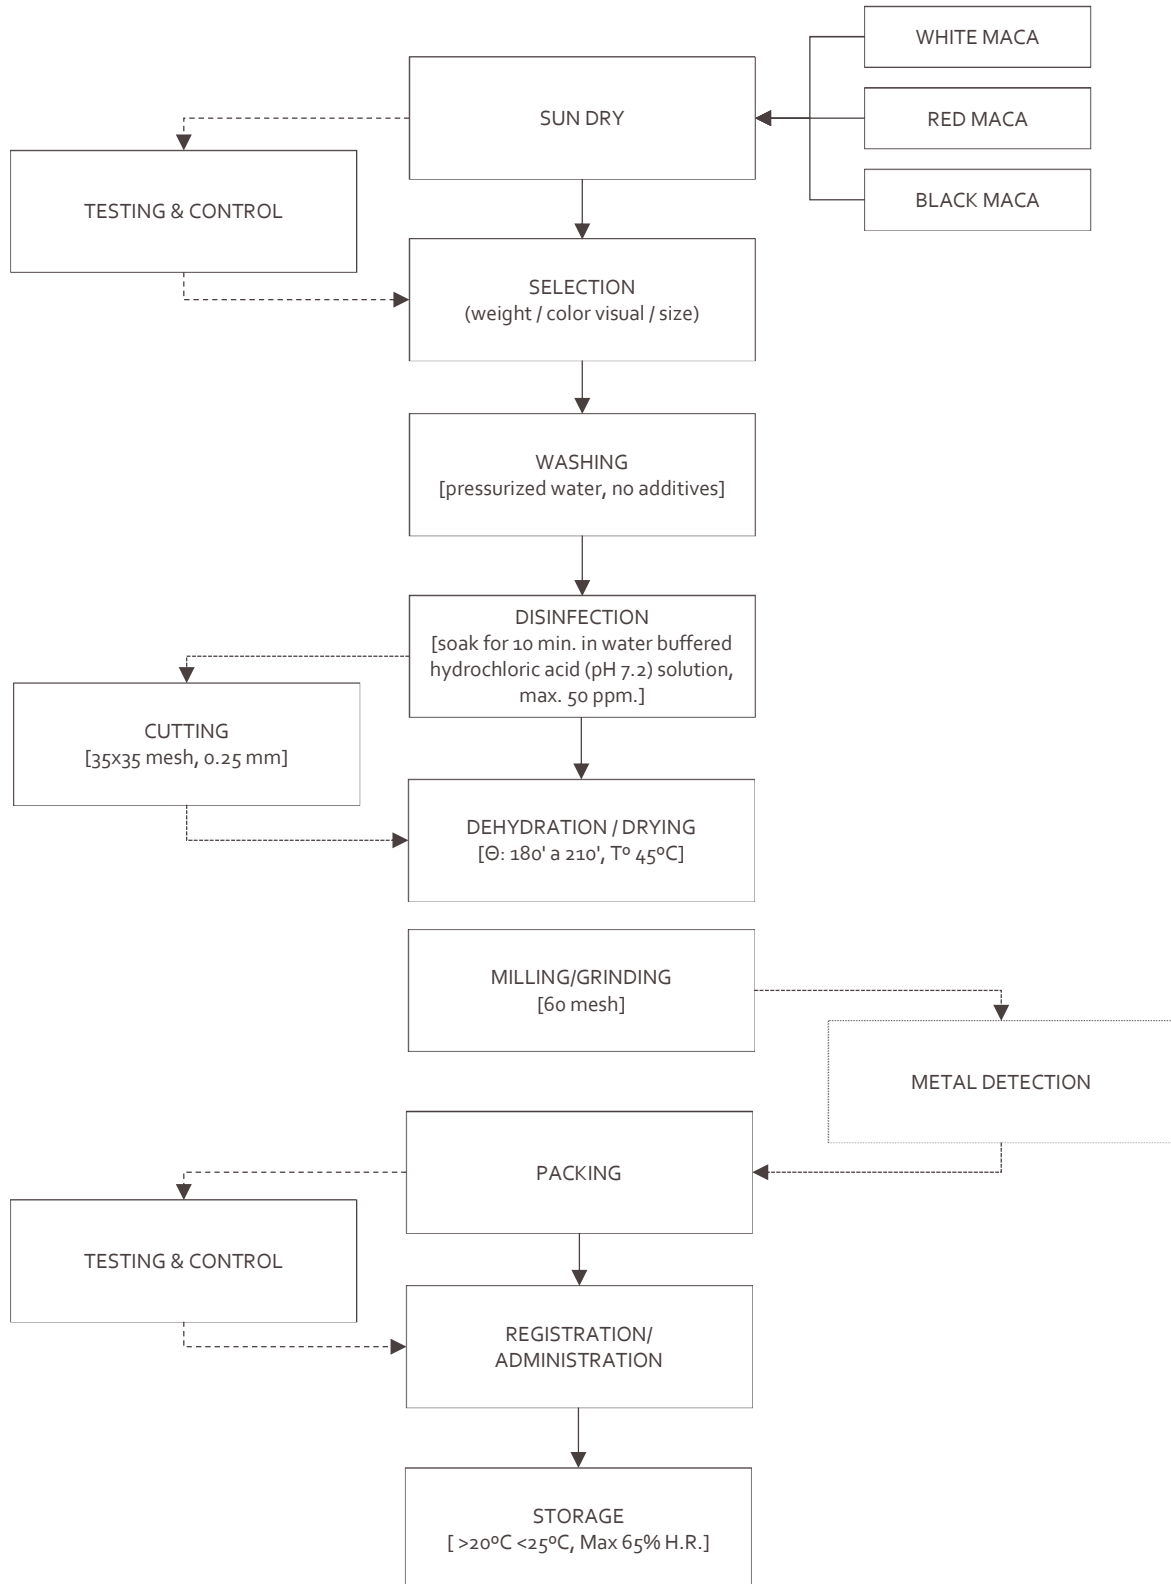 WHITE MACA
SUN DRY
RED MACA
BLACK MACA
TESTING & CONTROL
SELECTION
(weight / color visual / size)
WASHING
[pressurized water, no additives]
DISINFECTION
[soak for 10 min. in water buffered
hydrochloric acid (pH 7.2) solution,
max. 50 ppm.]
CUTTING
[35x35 mesh, 0.25 mm]
DEHYDRATION / DRYING
[Θ: 180' a 210', Tº 45ºC]
MILLING/GRINDING
[60 mesh]
METAL DETECTION
PACKING
TESTING & CONTROL
REGISTRATION/
ADMINISTRATION
STORAGE
[ >20ºC <25ºC, Max 65% H.R.]